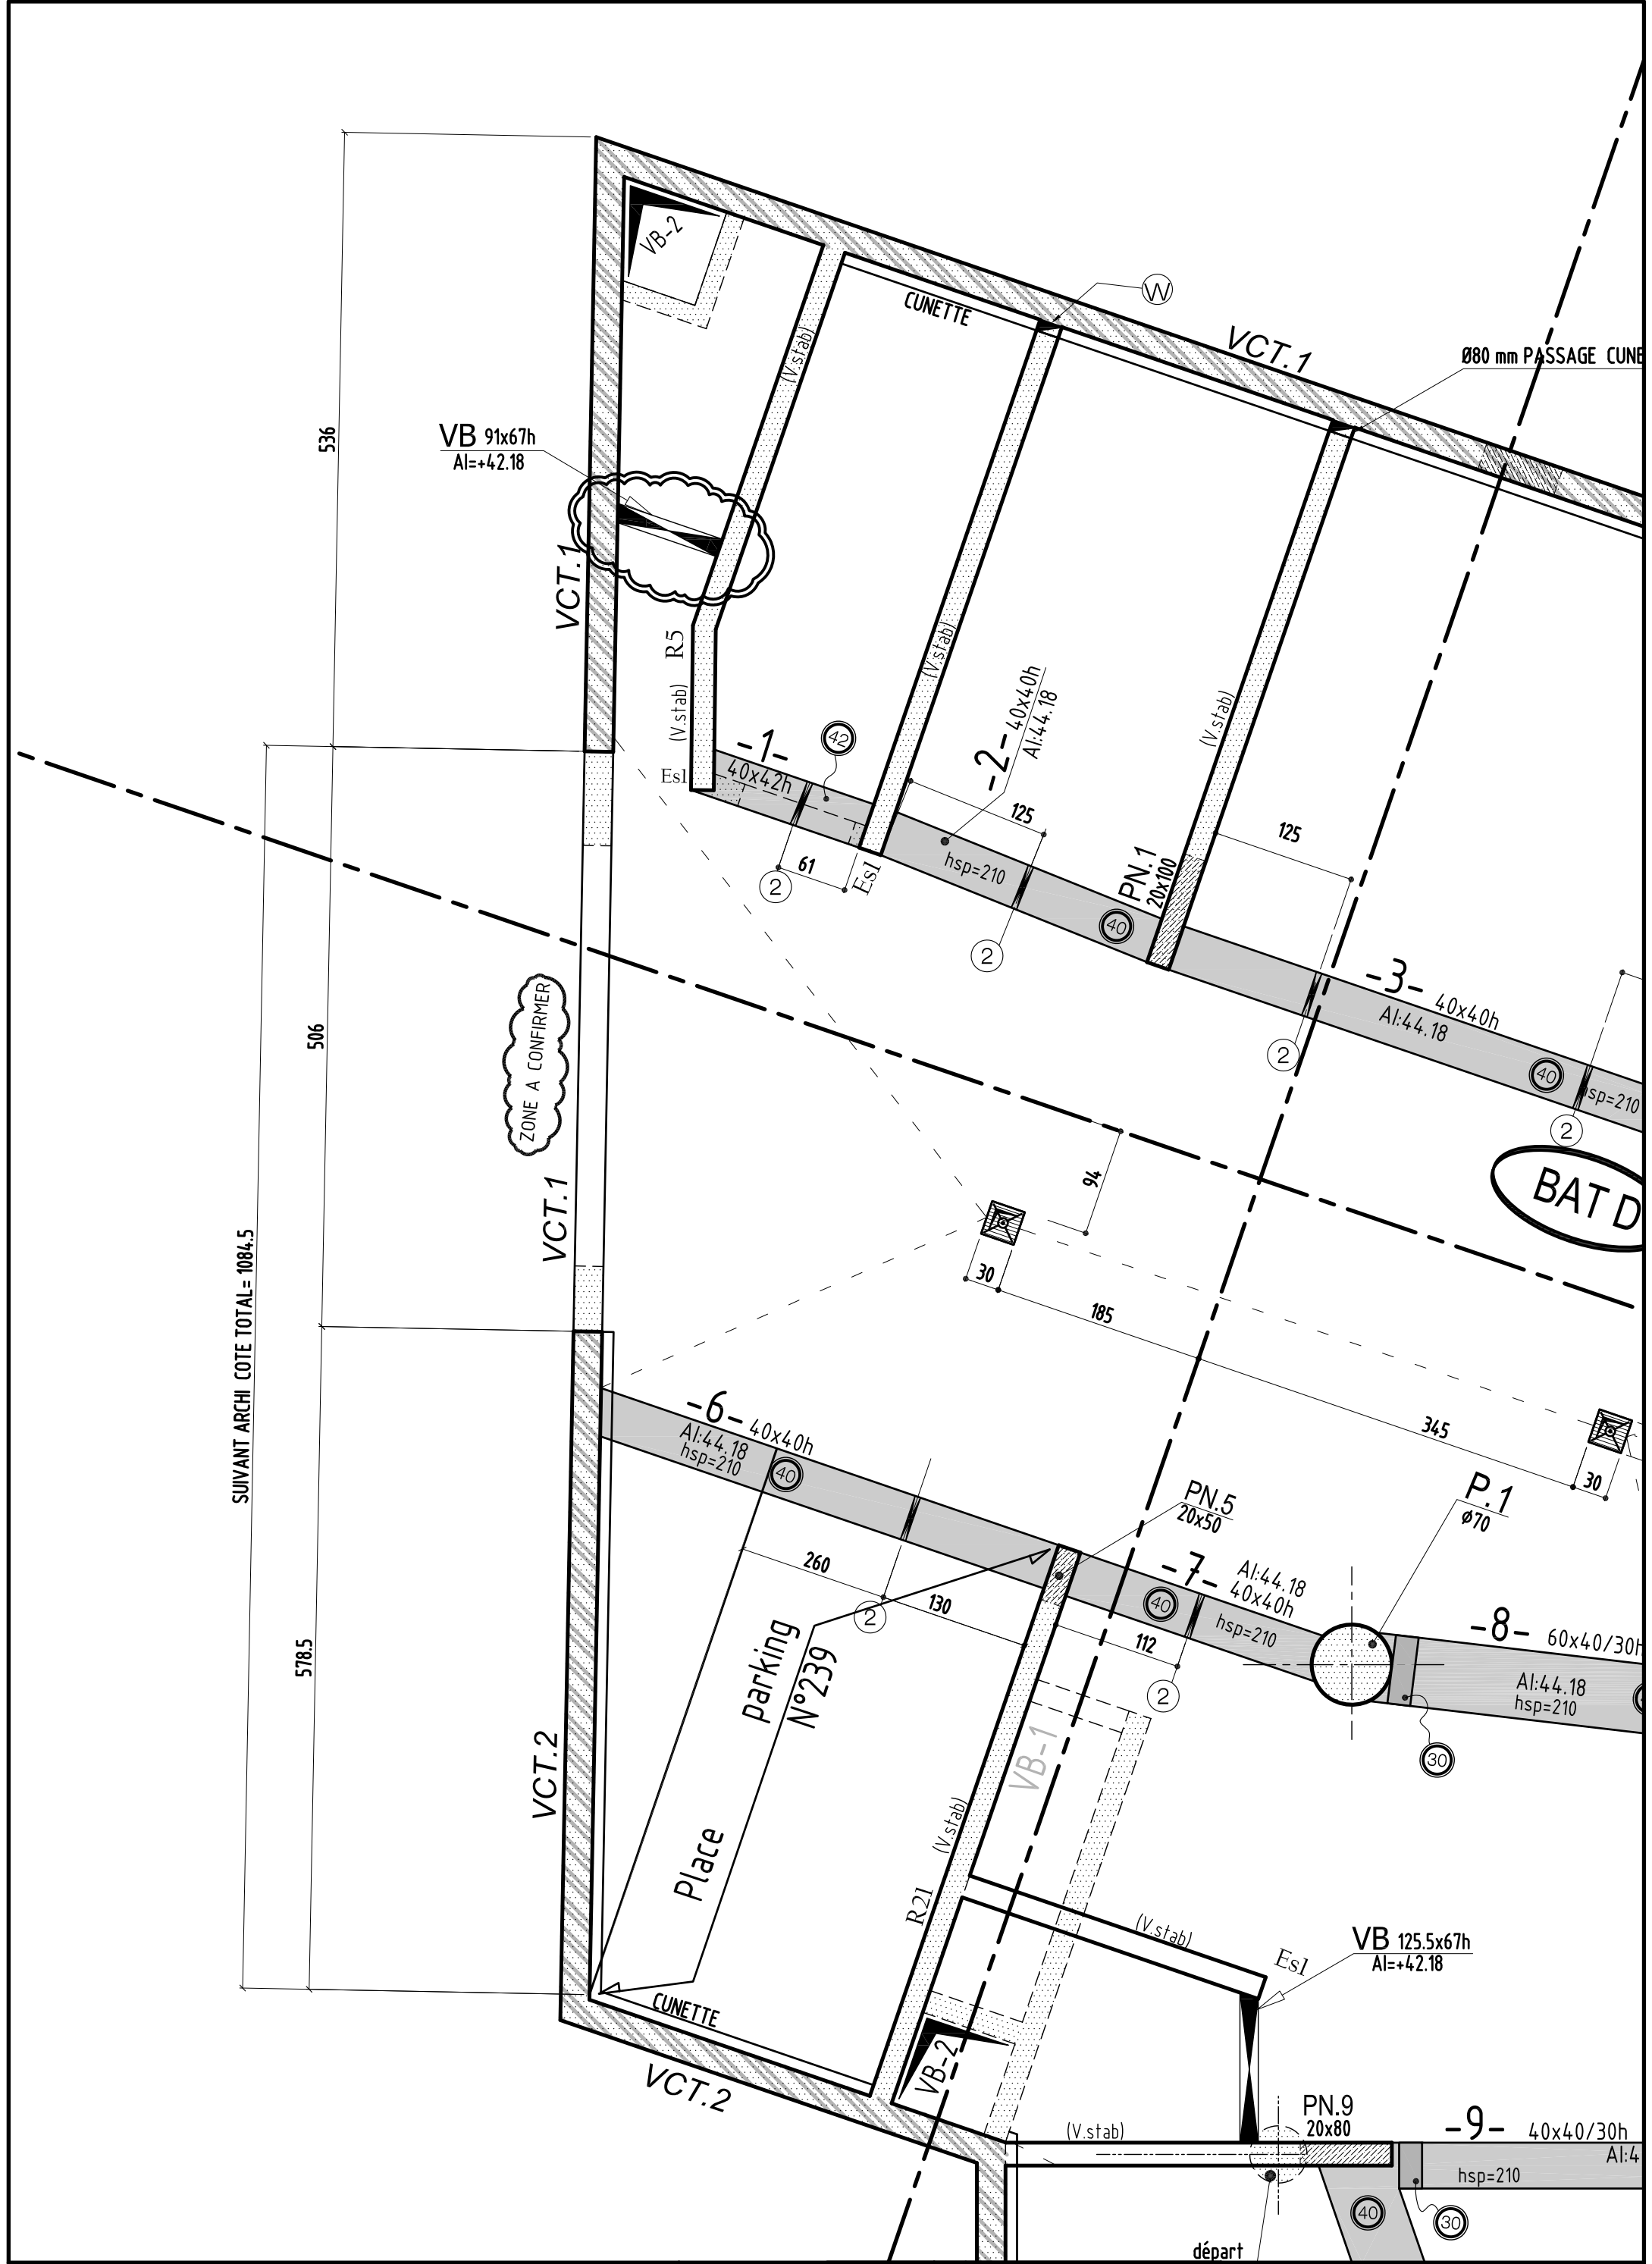 VB-2
CUNETTE
W
VCT.1
Ø80 mm PASSAGE CUNE
(V.stab)
536
VB 91x67h
Al=+42.18
VCT.1
R5
(V.stab)
(V.stab)
(V.stab)
-1-
40x42h
42
Esl
-2- 40x40h
Al:44.18
125
61
2
Esl
hsp=210
2
PN.1
20x100
40
125
-3- 40x40h
Al:44.18
40
hsp=210
2
2
506
ZONE A CONFIRMER
VCT.1
94
BAT D
30
185
345
30
SUIVANT ARCHI COTE TOTAL= 1084.5
-6- 40x40h
Al:44.18
hsp=210
40
PN.5
20x50
P.1
ø70
260
2
130
-7-
Al:44.18
40x40h
40
hsp=210
112
2
-8- 60x40/30h
Al:44.18
hsp=210
30
578.5
parking
N°239
Place
VB-1
VCT.2
(V.stab)
R21
(V.stab)
Esl
VB 125.5x67h
Al=+42.18
CUNETTE
VCT.2
VB-2
(V.stab)
PN.9
20x80
-9- 40x40/30h
Al:4
hsp=210
40
30
départ